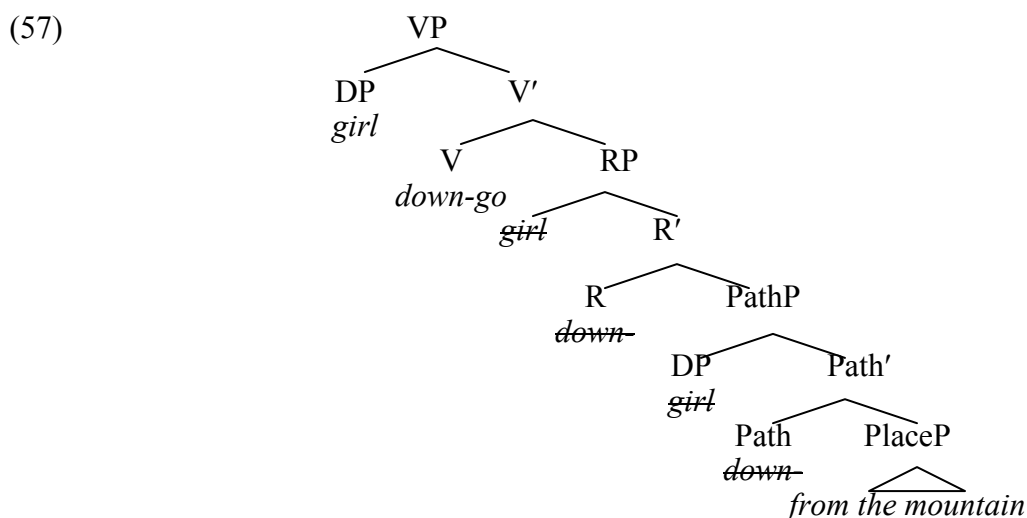 (57) VP
DP V′
girl
V RP
down-go
girl R′
R PathP
down-
DP Path′
girl
Path PlaceP
down-
from the mountain